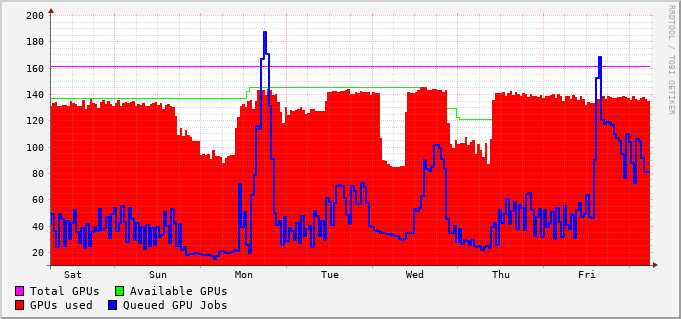 200
180
160
140
120
100
80
60
40
20
Sat Sun Mon Tue Wed Thu Fri
Total GPUs Available GPUs
GPUs used Queued GPU Jobs
RRDTOOL / TOBI OETIKER